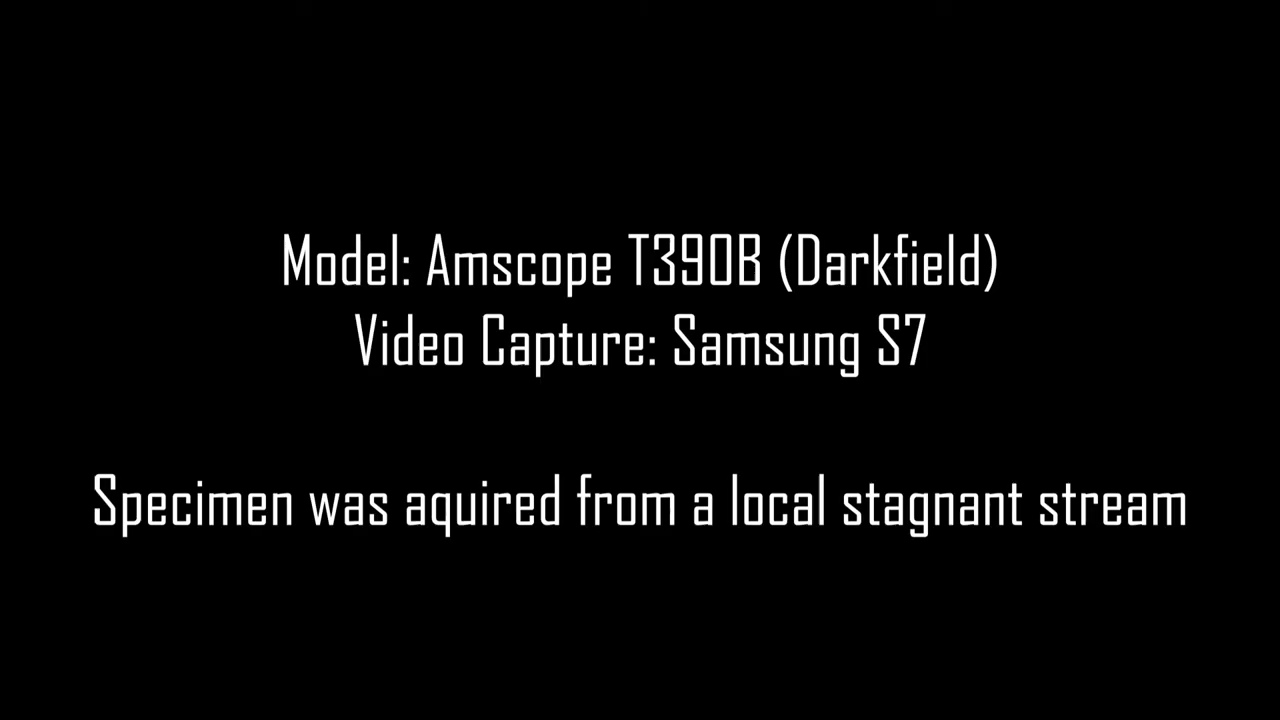 Model: Amscope T390B (Darkfield)
Video Capture: Samsung S7
Specimen was aquired from a local stagnant stream